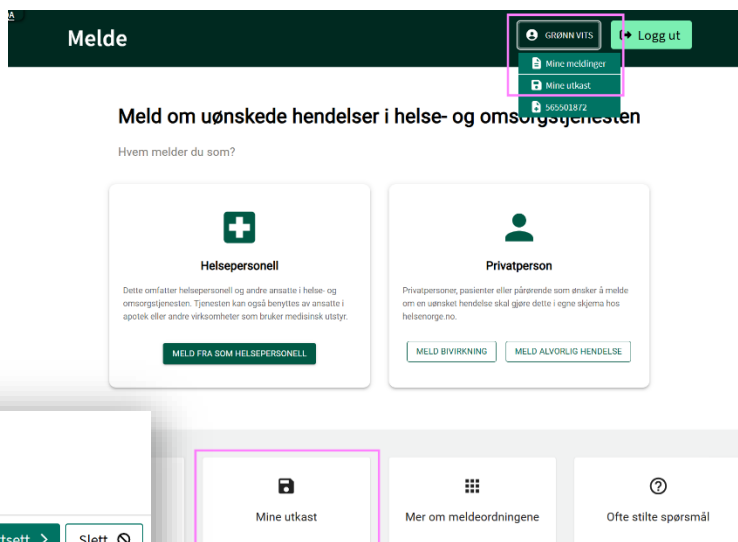 Melde
GRØNN VITS
Logg ut
Mine meldinger
Mine utkast
565501872
Meld om uønskede hendelser i helse- og omsorgstjenesten
Hvem melder du som?
Helsepersonell
Dette omfatter helsepersonell og andre ansatte i helse- og
omsorgstjenesten. Tjenesten kan også benyttes av ansatte i
apotek eller andre virksomheter som bruker medisinsk utstyr.
MELD FRA SOM HELSEPERSONELL
Privatperson
Privatpersoner, pasienter eller pårørende som ønsker å melde
om en uønsket hendelse skal gjøre dette i egne skjema hos
helsenorge.no.
MELD BIVIRKNING
MELD ALVORLIG HENDELSE
Mine utkast
Mer om meldeordningene
Ofte stilte spørsmål
Slett